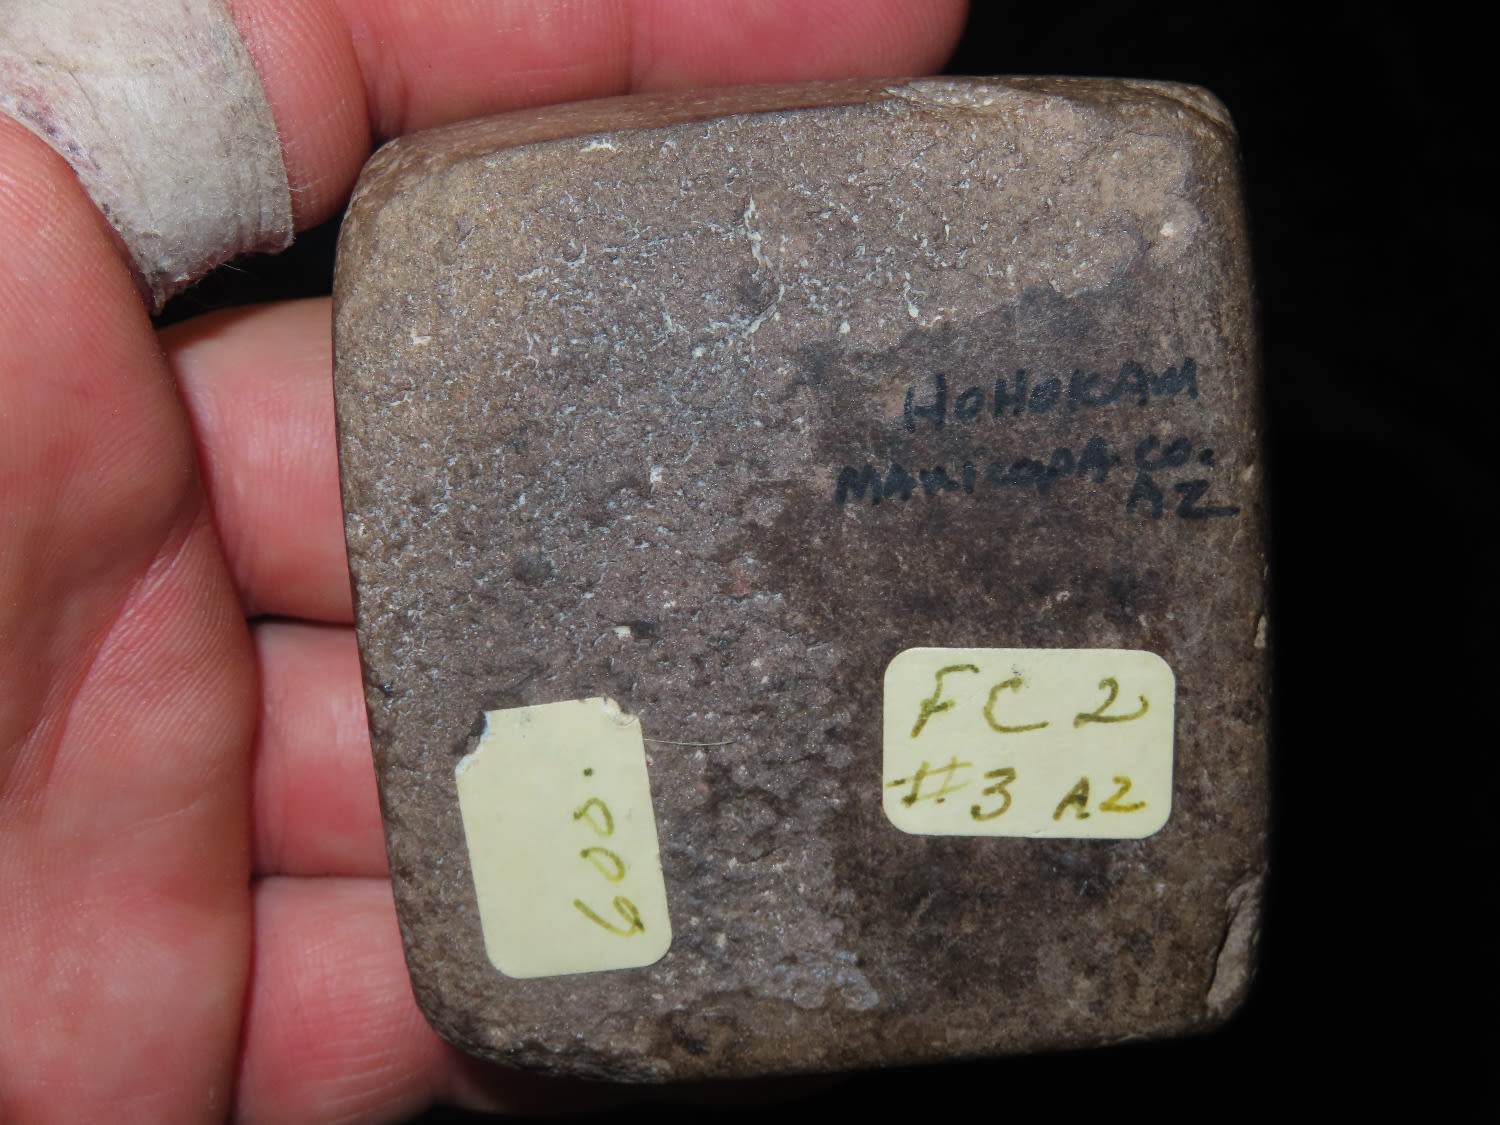 HOHOKAM
MARICOPA CO.
AZ
FC 2
#3 AZ
600.